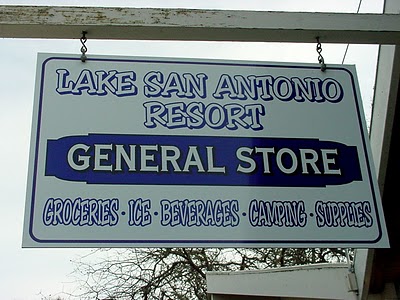 LAKE SAN ANTONIO
RESORT
GENERAL STORE
GROCERIES · ICE · BEVERAGES · CAMPING · SUPPLIES